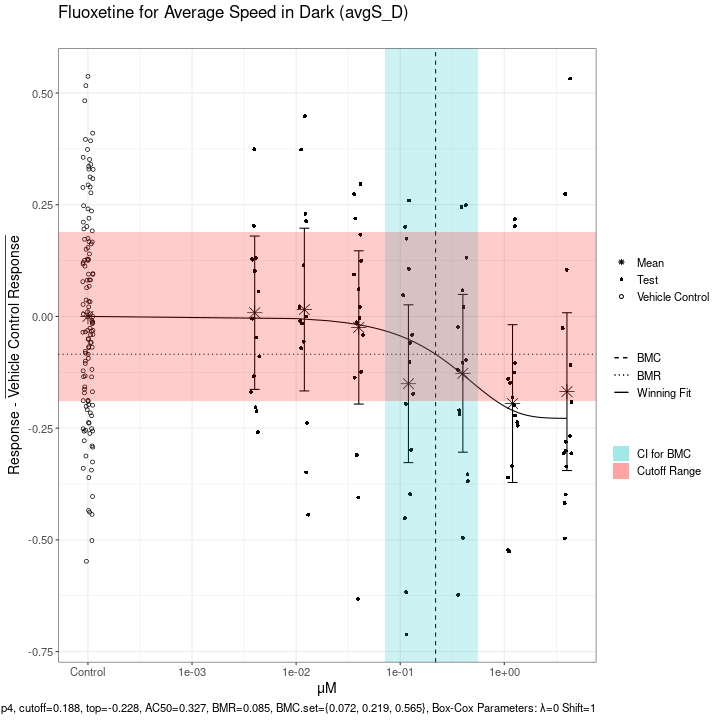 Fluoxetine for Average Speed in Dark (avgS_D)
Response - Vehicle Control Response
0.50
0.25
0.00
-0.25
-0.50
-0.75
Control
1e-03
1e-02
1e-01
1e+00
μM
Mean
Test
Vehicle Control
BMC
BMR
Winning Fit
CI for BMC
Cutoff Range
p4, cutoff=0.188, top=-0.228, AC50=0.327, BMR=0.085, BMC.set={0.072, 0.219, 0.565}, Box-Cox Parameters: λ=0 Shift=1